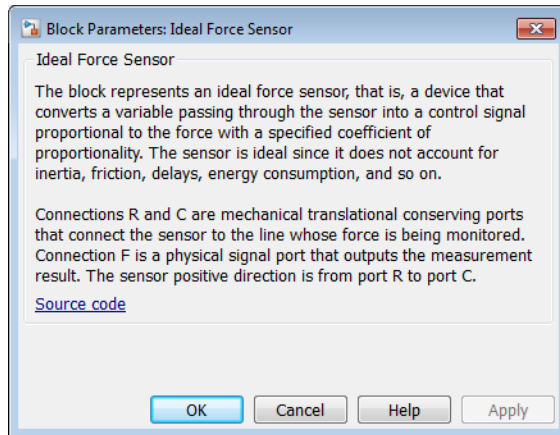 Block Parameters: Ideal Force Sensor
Ideal Force Sensor
The block represents an ideal force sensor, that is, a device that
converts a variable passing through the sensor into a control signal
proportional to the force with a specified coefficient of
proportionality. The sensor is ideal since it does not account for
inertia, friction, delays, energy consumption, and so on.
Connections R and C are mechanical translational conserving ports
that connect the sensor to the line whose force is being monitored.
Connection F is a physical signal port that outputs the measurement
result. The sensor positive direction is from port R to port C.
Source code
OK Cancel Help Apply